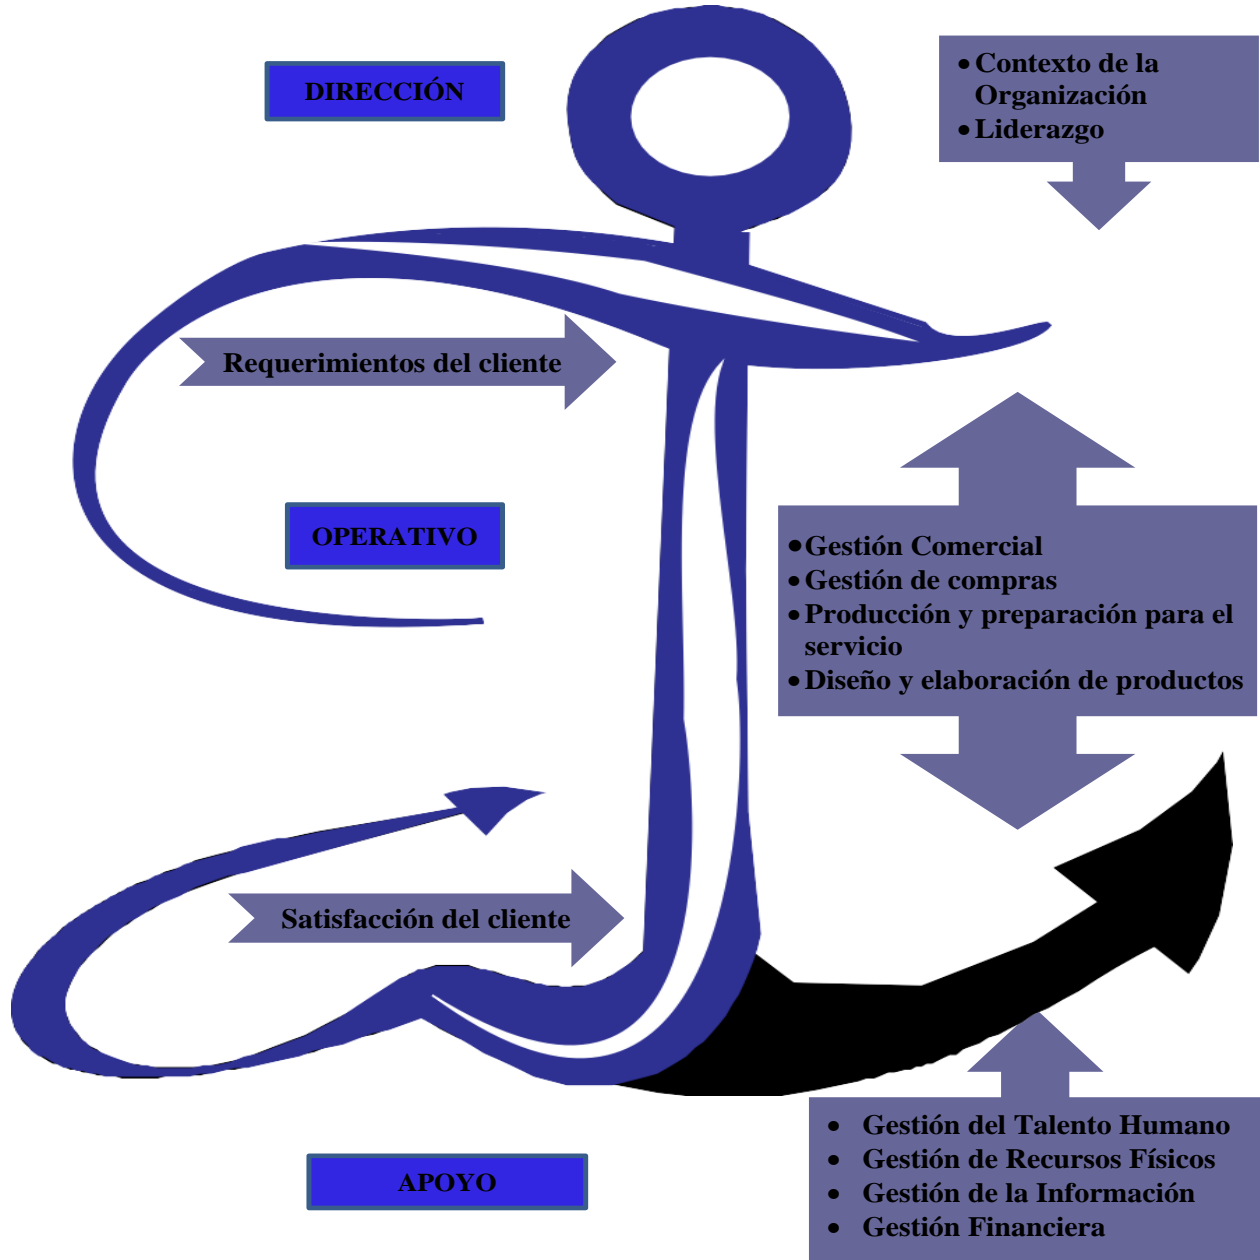 DIRECCIÓN
• Contexto de la
Organización
• Liderazgo
Requerimientos del cliente
OPERATIVO
• Gestión Comercial
• Gestión de compras
• Producción y preparación para el
servicio
• Diseño y elaboración de productos
Satisfacción del cliente
APOYO
• Gestión del Talento Humano
• Gestión de Recursos Físicos
• Gestión de la Información
• Gestión Financiera